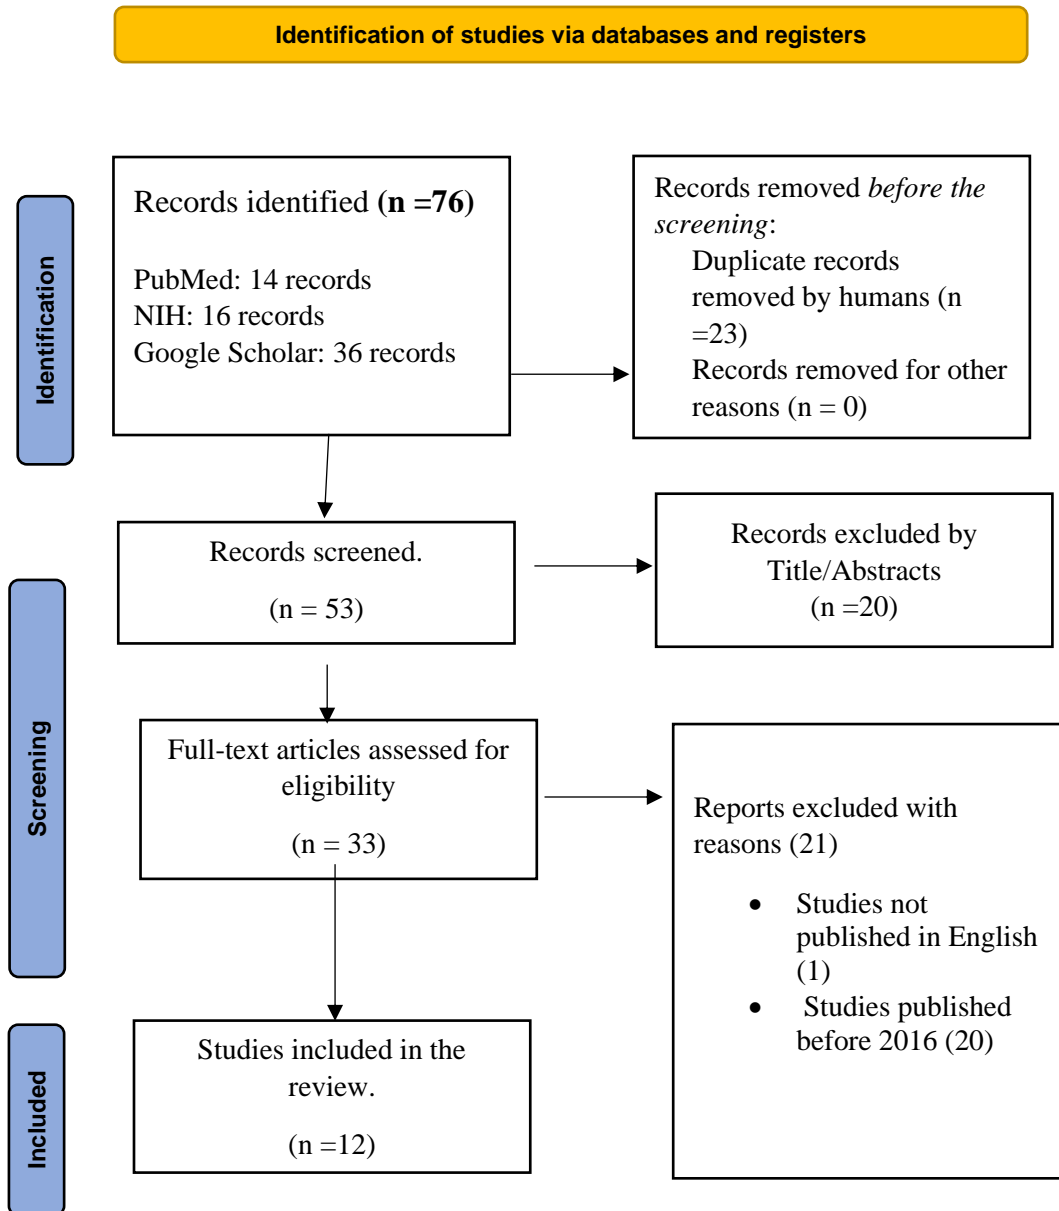 Identification of studies via databases and registers
Identification
Records identified (n =76)
PubMed: 14 records
NIH: 16 records
Google Scholar: 36 records
Records removed before the
screening:
Duplicate records
removed by humans (n
=23)
Records removed for other
reasons (n = 0)
Screening
Records screened.
(n = 53)
Records excluded by
Title/Abstracts
(n =20)
Full-text articles assessed for
eligibility
(n = 33)
Reports excluded with
reasons (21)
• Studies not
published in English
(1)
• Studies published
before 2016 (20)
Included
Studies included in the
review.
(n =12)